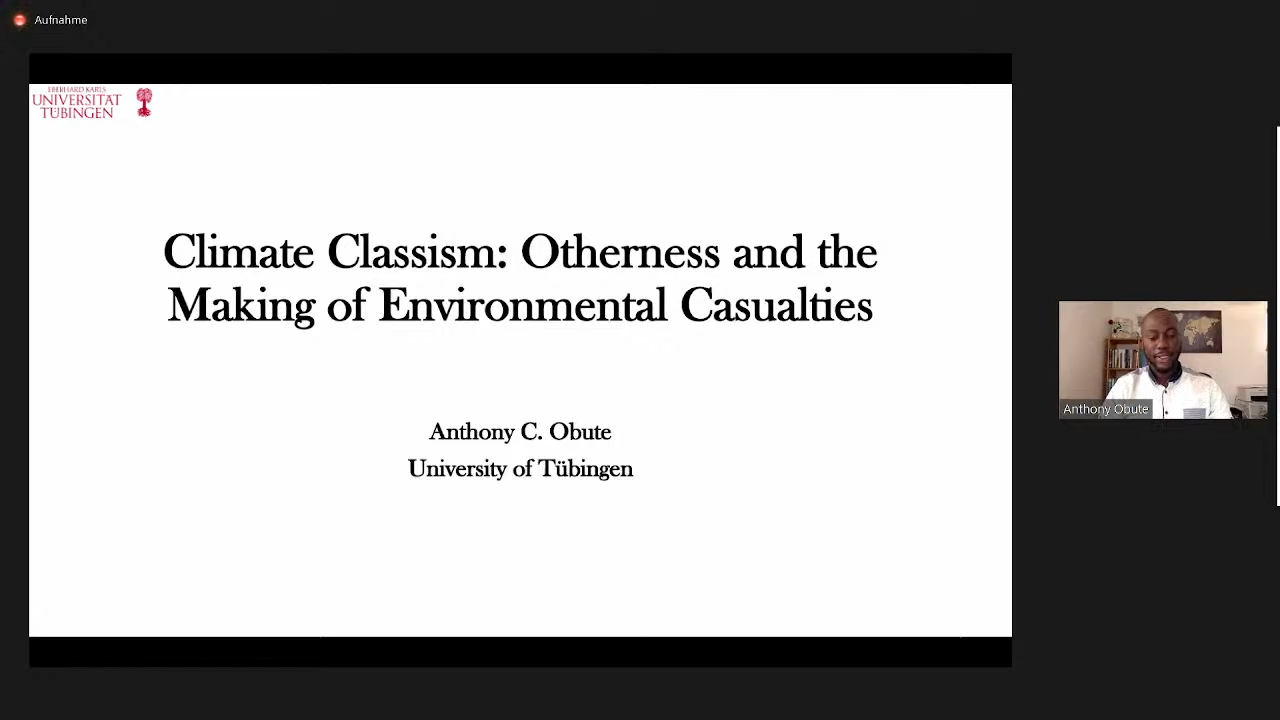 Aufnahme
EBERHARD KARLS
UNIVERSITÄT
TÜBINGEN
Climate Classism: Otherness and the
Making of Environmental Casualties
Anthony C. Obute
University of Tübingen
Anthony Obute